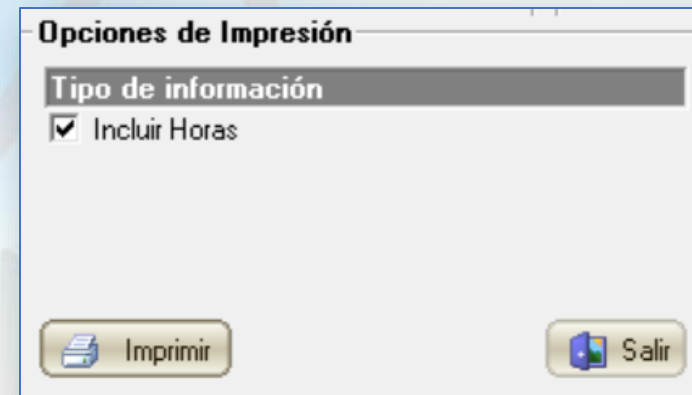 Opciones de Impresión
Tipo de información
Incluir Horas
Imprimir
Salir